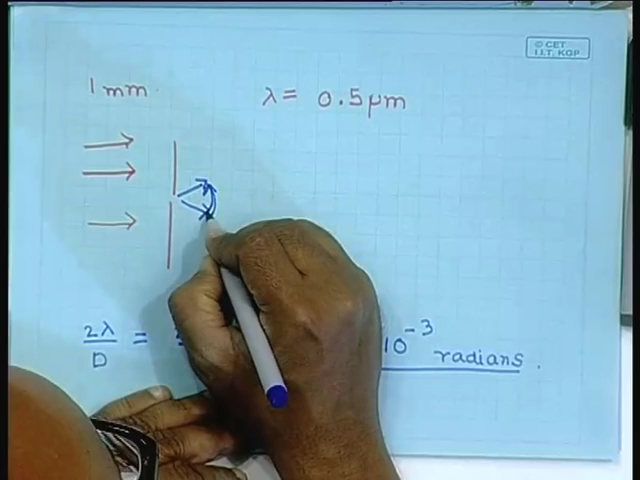 © CET
I.I.T. KGP
1 mm
λ = 0.5 μm
2λ/D =
10⁻³ radians.